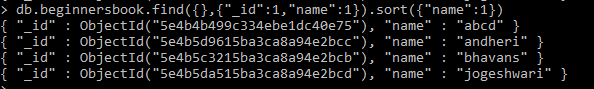 > db.beginnersbook.find({},{"_id":1,"name":1}).sort({"name":1})
{ "_id" : ObjectId("5e4b4b499c334ebe1dc40e75"), "name" : "abcd" }
{ "_id" : ObjectId("5e4b5d9615ba3ca8a94e2bcc"), "name" : "andheri" }
{ "_id" : ObjectId("5e4b5c3215ba3ca8a94e2bcb"), "name" : "bhavans" }
{ "_id" : ObjectId("5e4b5da515ba3ca8a94e2bcd"), "name" : "jogeshwari" }